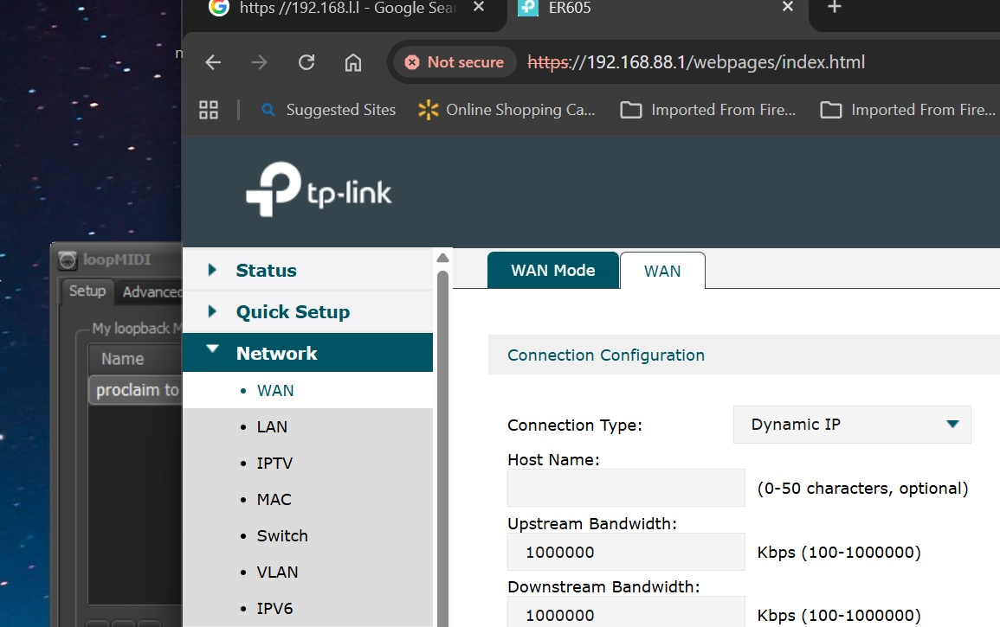 https //192.168.l.l - Google Sear
ER605
Not secure
https://192.168.88.1/webpages/index.html
Suggested Sites
Online Shopping Ca...
Imported From Fire...
Imported From Fire...
tp-link
loopMIDI
Setup
Advanced
My loopback M
Name
proclaim to
Status
Quick Setup
Network
WAN
LAN
IPTV
MAC
Switch
VLAN
IPV6
WAN Mode
WAN
Connection Configuration
Connection Type: Dynamic IP
Host Name:
(0-50 characters, optional)
Upstream Bandwidth:
1000000 Kbps (100-1000000)
Downstream Bandwidth:
1000000 Kbps (100-1000000)